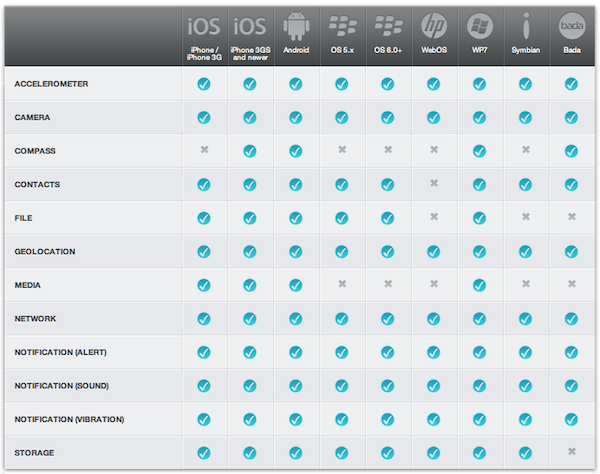 iOS iOS hp bada
iPhone / iPhone 3GS Android OS 5.x OS 6.0+ WebOS WP7 Symbian Bada
iPhone 3G and newer
ACCELEROMETER
CAMERA
COMPASS
CONTACTS
FILE
GEOLOCATION
MEDIA
NETWORK
NOTIFICATION (ALERT)
NOTIFICATION (SOUND)
NOTIFICATION (VIBRATION)
STORAGE